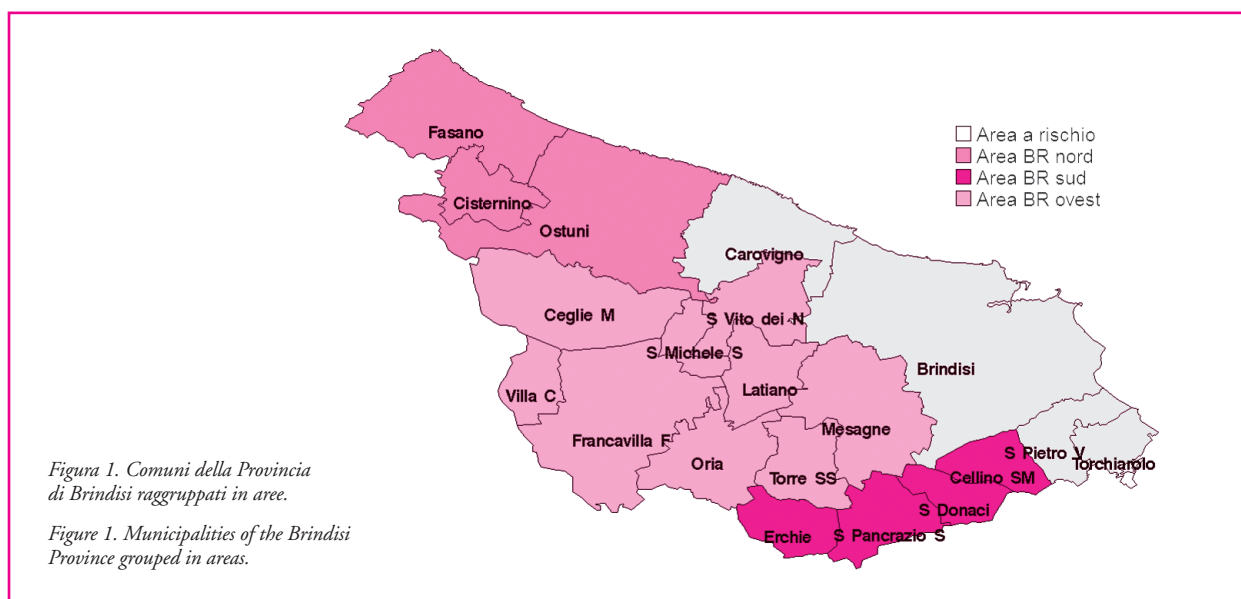 Fasano
Area a rischio
Area BR nord
Area BR sud
Area BR ovest
Cisternino
Ostuni
Carovigno
Ceglie M
S Vito dei N
S Michele S
Brindisi
Villa C
Latiano
Mesagne
Francavilla F
Oria
S Pietro V
Torchiarolo
Torre SS
Cellino SM
S Donaci
Erchie
S Pancrazio S
Figura 1. Comuni della Provincia
di Brindisi raggruppati in aree.
Figure 1. Municipalities of the Brindisi
Province grouped in areas.